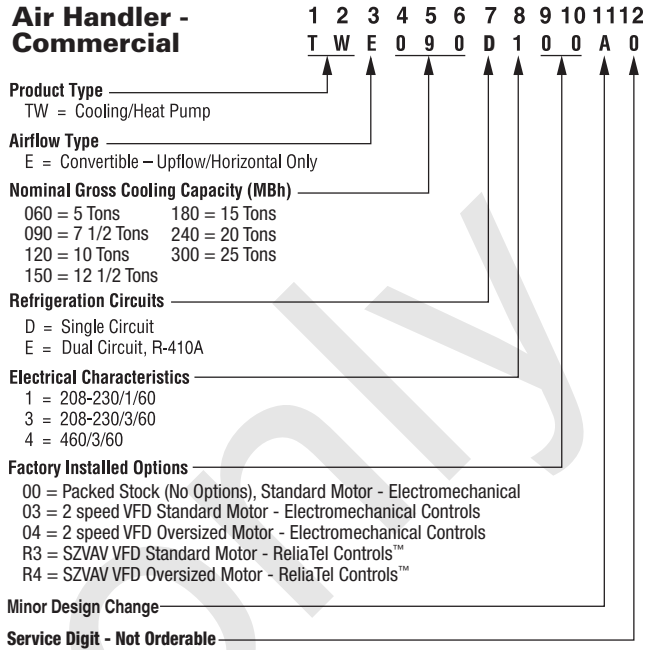 Air Handler - 1 2 3 4 5 6 7 8 9 10 11 12
Commercial T W E 0 9 0 D 1 0 0 A 0
Product Type
TW = Cooling/Heat Pump
Airflow Type
E = Convertible – Upflow/Horizontal Only
Nominal Gross Cooling Capacity (MBh)
060 = 5 Tons 180 = 15 Tons
090 = 7 1/2 Tons 240 = 20 Tons
120 = 10 Tons 300 = 25 Tons
150 = 12 1/2 Tons
Refrigeration Circuits
D = Single Circuit
E = Dual Circuit, R-410A
Electrical Characteristics
1 = 208-230/1/60
3 = 208-230/3/60
4 = 460/3/60
Factory Installed Options
00 = Packed Stock (No Options), Standard Motor - Electromechanical
03 = 2 speed VFD Standard Motor - Electromechanical Controls
04 = 2 speed VFD Oversized Motor - Electromechanical Controls
R3 = SZVAV VFD Standard Motor - ReliaTel Controls™
R4 = SZVAV VFD Oversized Motor - ReliaTel Controls™
Minor Design Change
Service Digit - Not Orderable